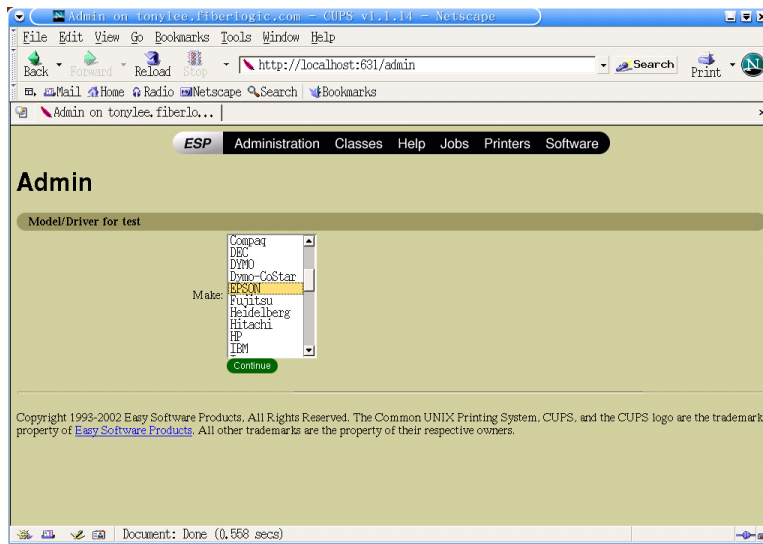 Admin on tonylee.fiberlogic.com - CUPS v1.1.14 - Netscape
File Edit View Go Bookmarks Tools Window Help
Back Forward Reload Stop http://localhost:631/admin Search Print N
Mail Home Radio Netscape Search Bookmarks
Admin on tonylee.fiberlo...
ESP Administration Classes Help Jobs Printers Software
Admin
Model/Driver for test
Compaq
DEC
DYMO
Dymo-CoStar
Make: EPSON
Fujitsu
Heidelberg
Hitachi
HP
IBM
Continue
Copyright 1993-2002 Easy Software Products, All Rights Reserved. The Common UNIX Printing System, CUPS, and the CUPS logo are the trademark
property of Easy Software Products. All other trademarks are the property of their respective owners.
Document: Done (0.558 secs)